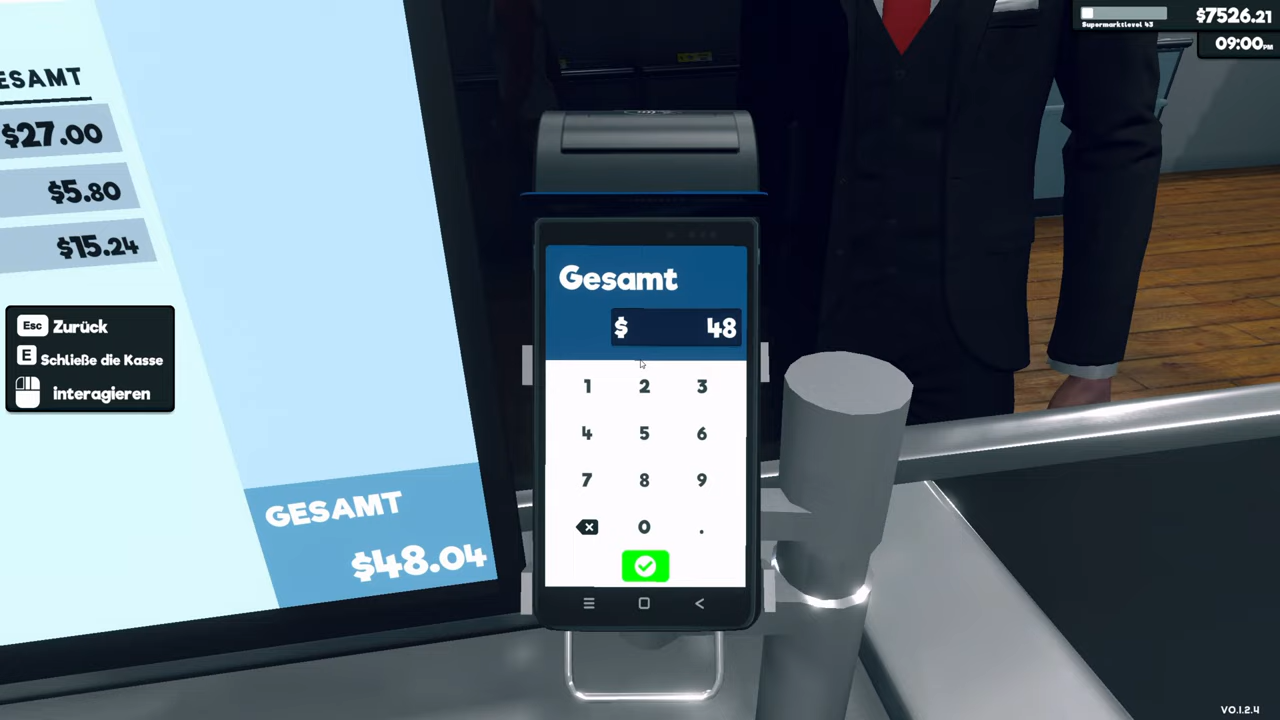 ESAMT
$27.00
$5.80
$15.24
Esc Zurück
E Schließe die Kasse
interagieren
GESAMT
$48.04
Gesamt
$ 48
1 2 3
4 5 6
7 8 9
0 .
$7526.21
Supermarktlevel 43
09:00PM
V0.1.2.4